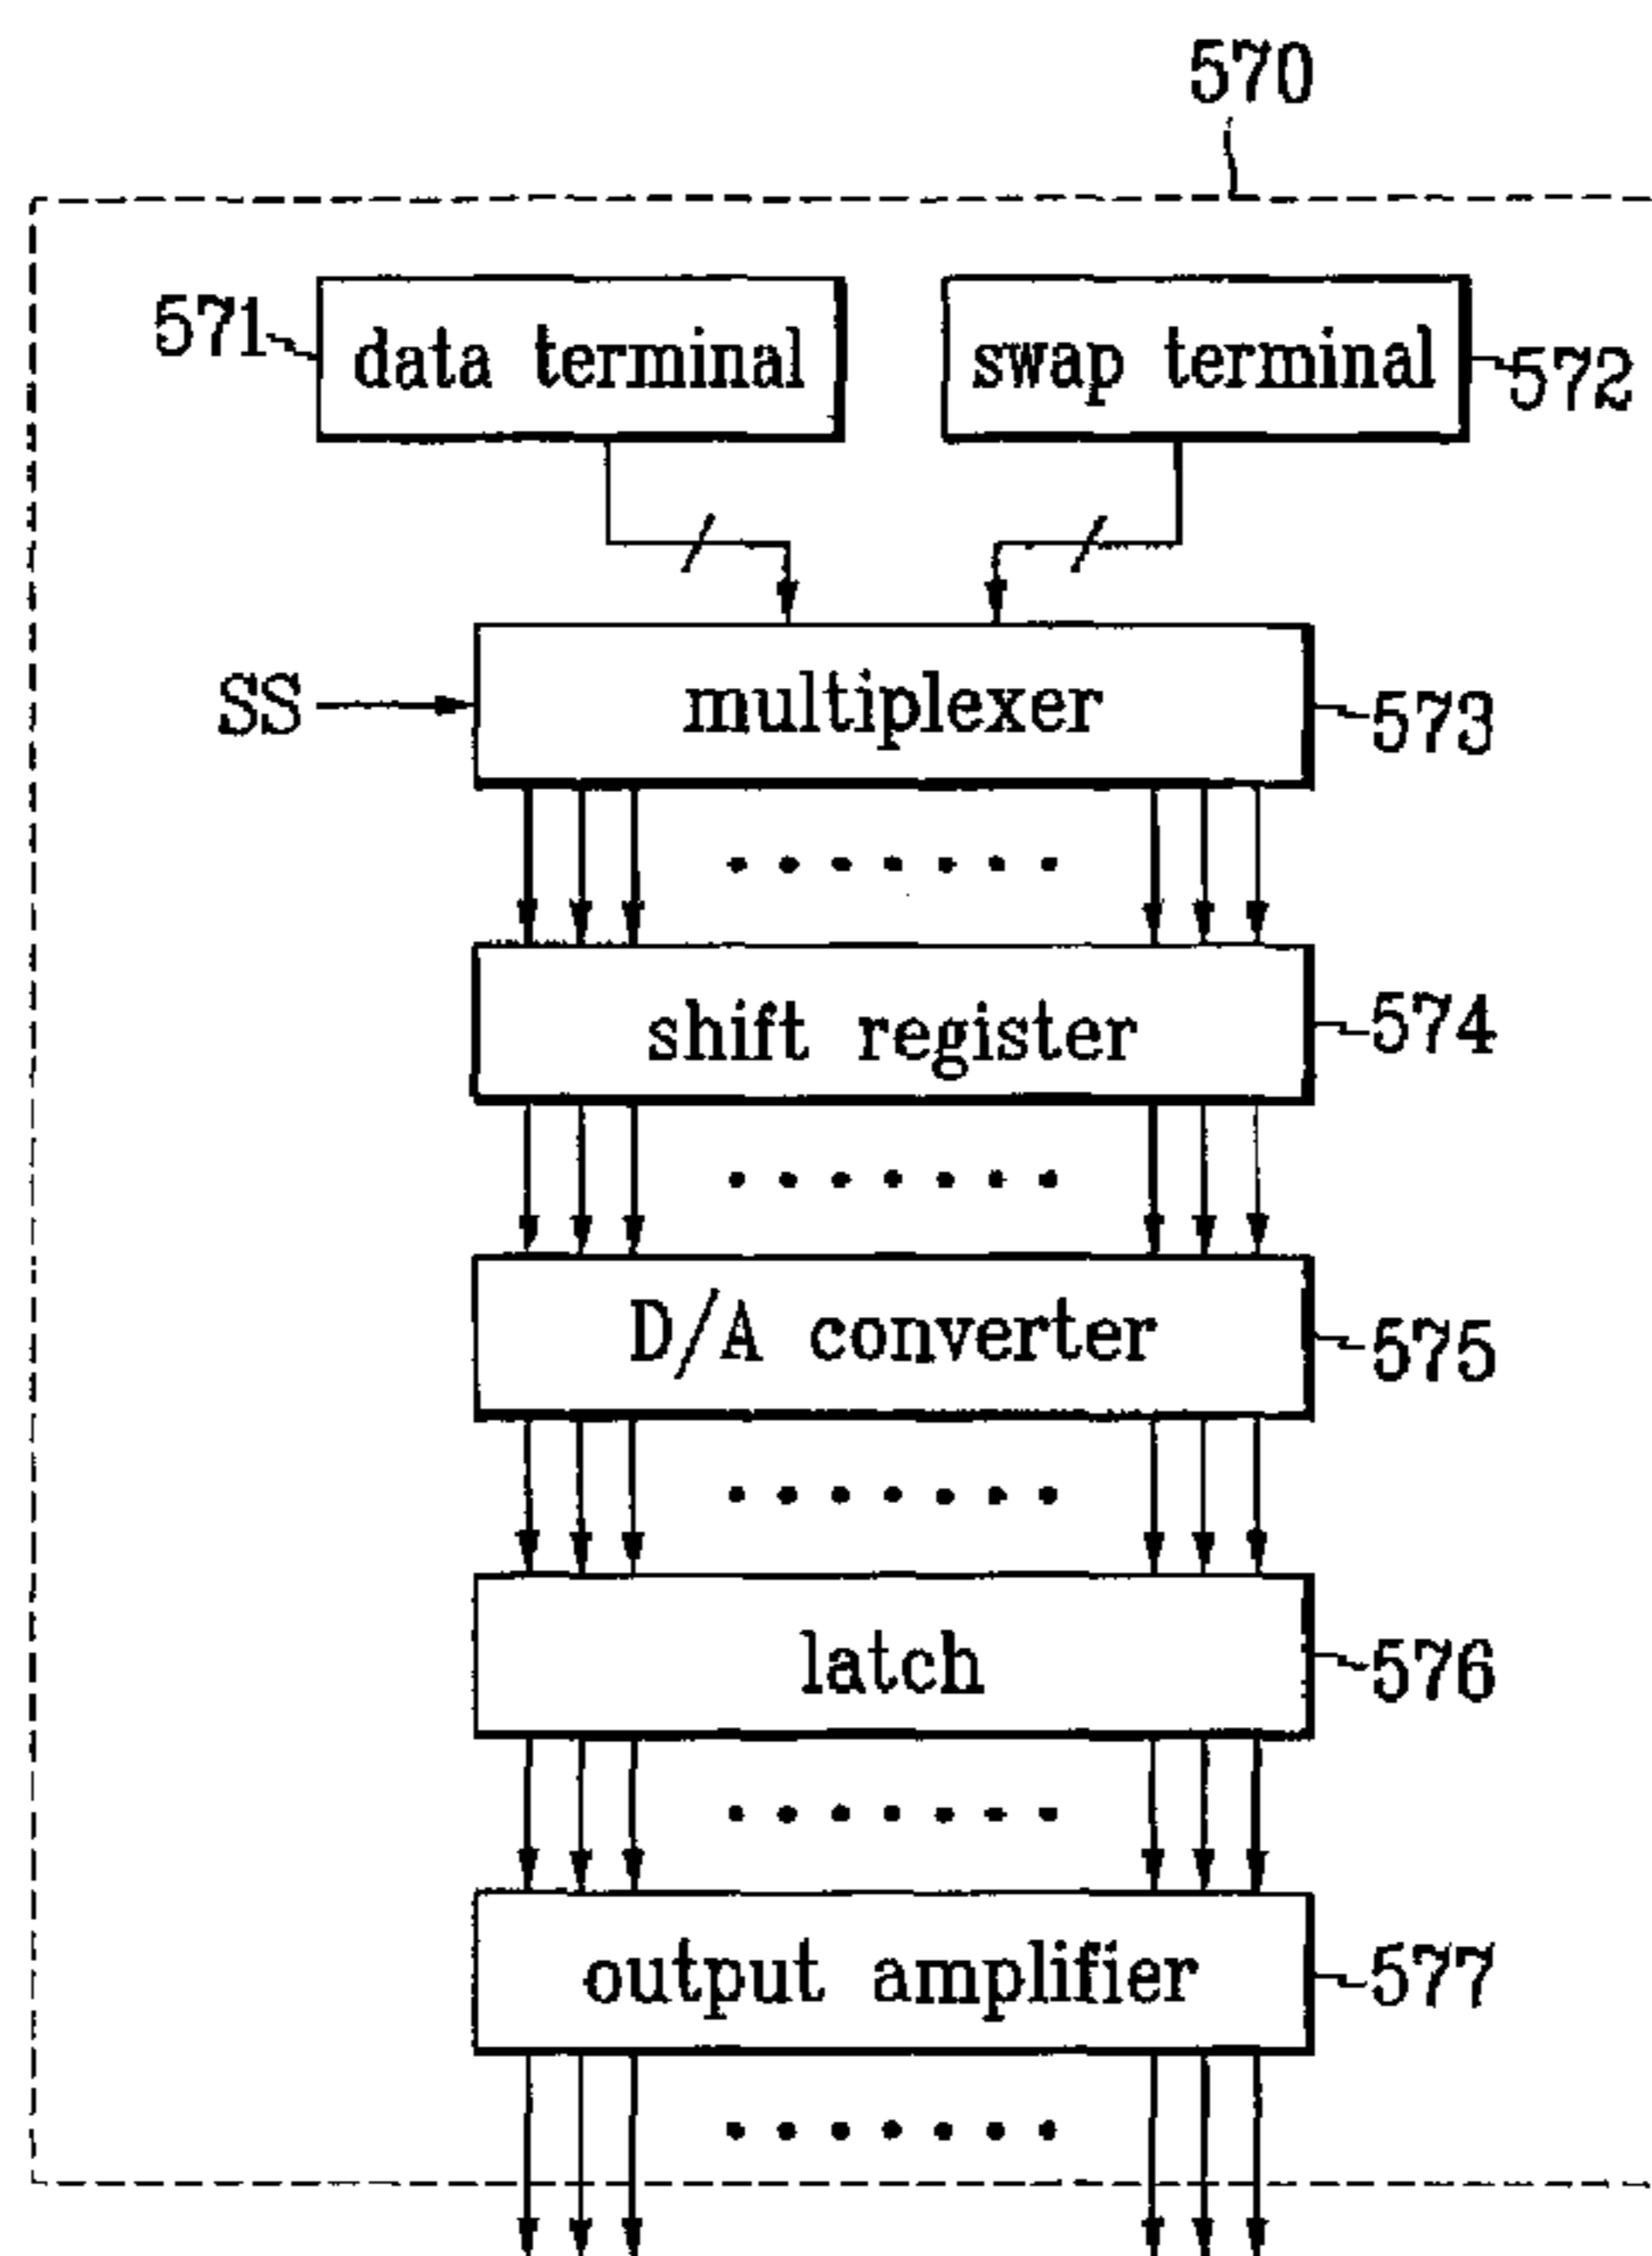 570
571
data terminal
swap terminal
572
SS
multiplexer
573
shift register
574
D/A converter
575
latch
576
output amplifier
577